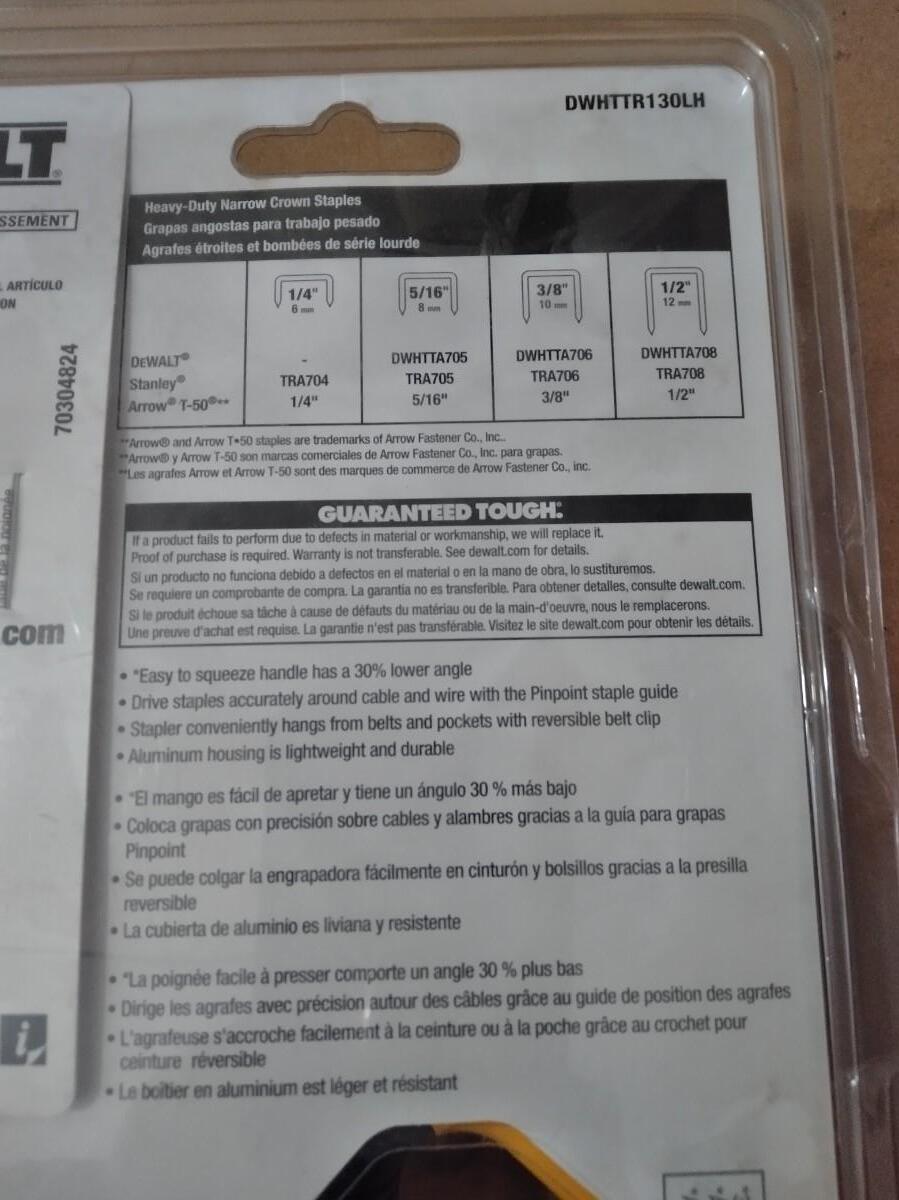 DWHTTR130LH
LT®
SSEMENT
ARTÍCULO
ON
70304824
.com
Heavy-Duty Narrow Crown Staples
Grapas angostas para trabajo pesado
Agrafes étroites et bombées de série lourde
1/4" 5/16" 3/8" 1/2"
6 mm 8 mm 10 mm 12 mm
DEWALT® - DWHTTA705 DWHTTA706 DWHTTA708
Stanley® TRA704 TRA705 TRA706 TRA708
Arrow® T-50®** 1/4" 5/16" 3/8" 1/2"
**Arrow® and Arrow T•50 staples are trademarks of Arrow Fastener Co., Inc..
**Arrow® y Arrow T-50 son marcas comerciales de Arrow Fastener Co., Inc. para grapas.
**Les agrafes Arrow et Arrow T-50 sont des marques de commerce de Arrow Fastener Co., inc.
GUARANTEED TOUGH.®
If a product fails to perform due to defects in material or workmanship, we will replace it.
Proof of purchase is required. Warranty is not transferable. See dewalt.com for details.
Si un producto no funciona debido a defectos en el material o en la mano de obra, lo sustituremos.
Se requiere un comprobante de compra. La garantía no es transferible. Para obtener detalles, consulte dewalt.com.
Si le produit échoue sa tâche à cause de défauts du matériau ou de la main-d'oeuvre, nous le remplacerons.
Une preuve d'achat est requise. La garantie n'est pas transférable. Visitez le site dewalt.com pour obtenir les détails.
• *Easy to squeeze handle has a 30% lower angle
• Drive staples accurately around cable and wire with the Pinpoint staple guide
• Stapler conveniently hangs from belts and pockets with reversible belt clip
• Aluminum housing is lightweight and durable
• *El mango es fácil de apretar y tiene un ángulo 30 % más bajo
• Coloca grapas con precisión sobre cables y alambres gracias a la guía para grapas
Pinpoint
• Se puede colgar la engrapadora fácilmente en cinturón y bolsillos gracias a la presilla
reversible
• La cubierta de aluminio es liviana y resistente
• *La poignée facile à presser comporte un angle 30 % plus bas
• Dirige les agrafes avec précision autour des câbles grâce au guide de position des agrafes
• L'agrafeuse s'accroche facilement à la ceinture ou à la poche grâce au crochet pour
ceinture réversible
• Le boîtier en aluminium est léger et résistant